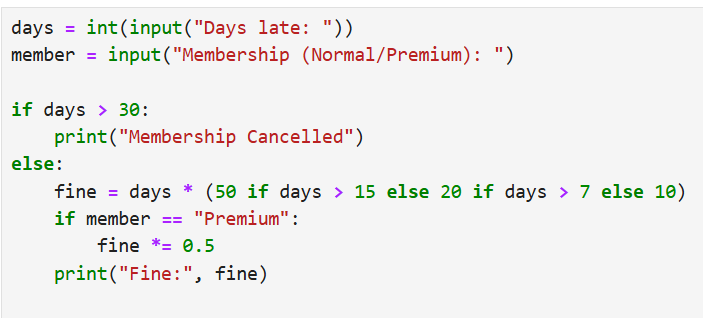 days = int(input("Days late: "))
member = input("Membership (Normal/Premium): ")

if days > 30:
    print("Membership Cancelled")
else:
    fine = days * (50 if days > 15 else 20 if days > 7 else 10)
    if member == "Premium":
        fine *= 0.5
    print("Fine:", fine)